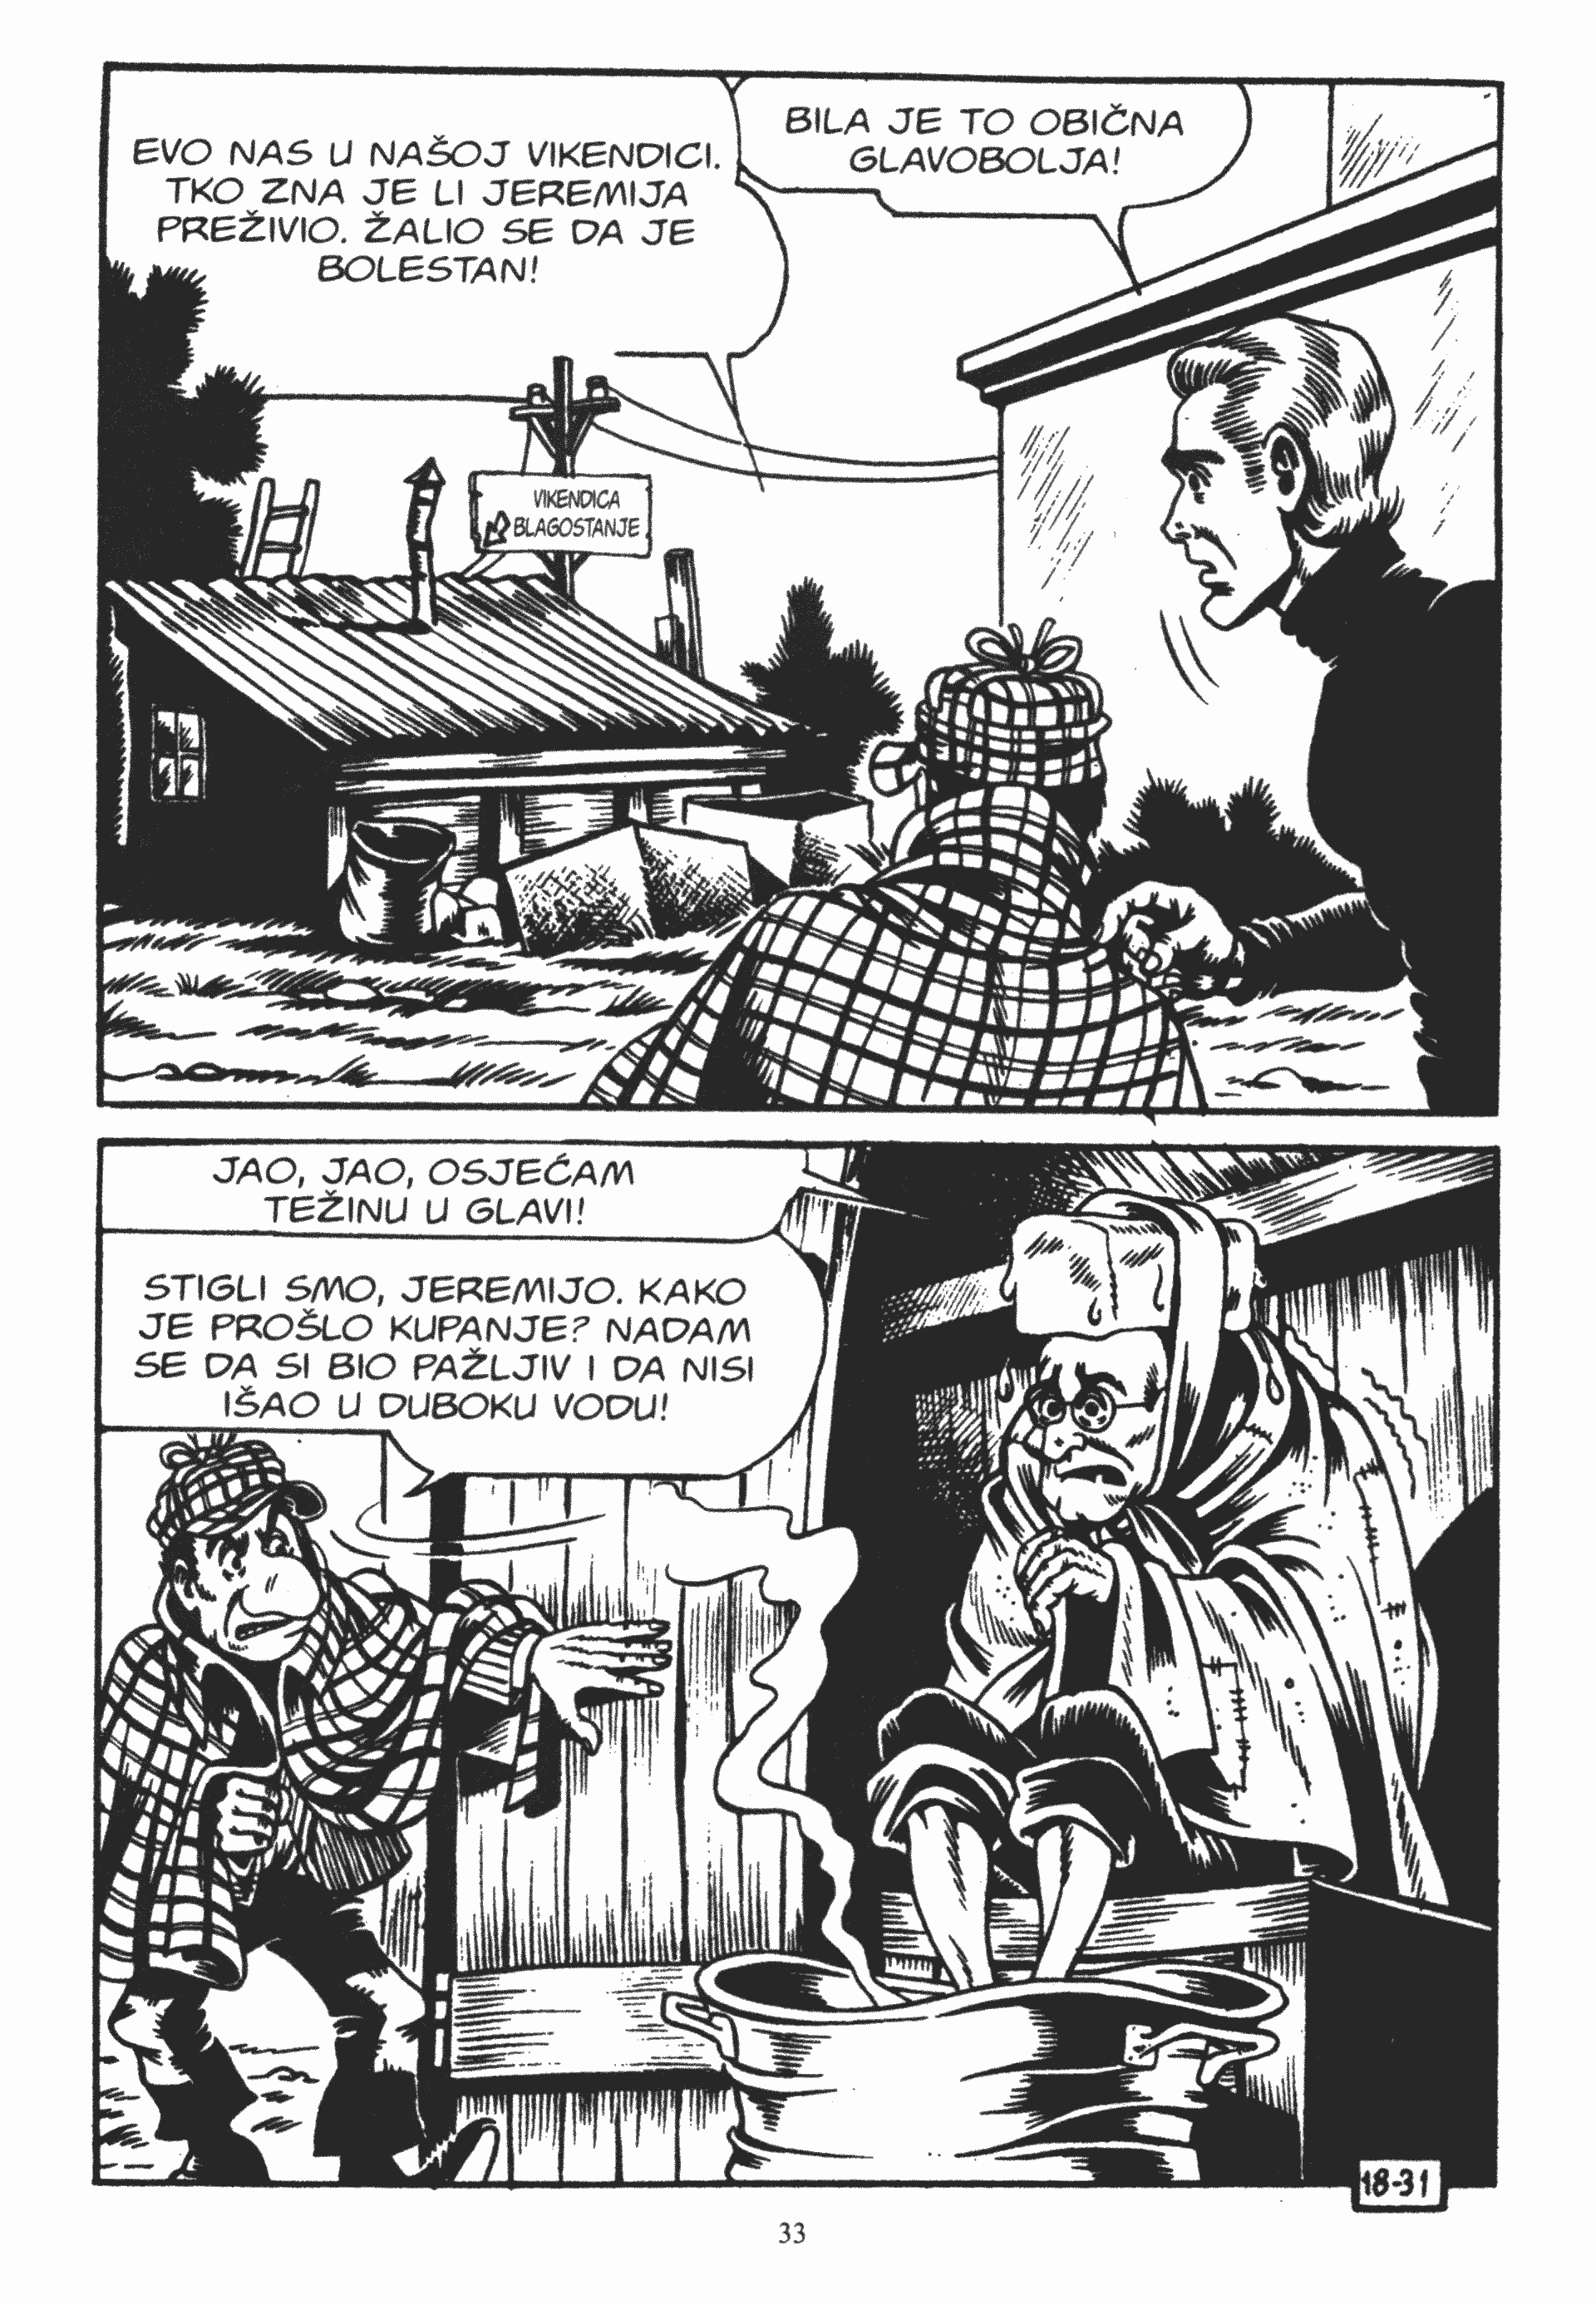 EVO NAS U NAŠOJ VIKENDICI.
TKO ZNA JE LI JEREMIJA
PREŽIVIO. ŽALIO SE DA JE
BOLESTAN!
BILA JE TO OBIČNA
GLAVOBOLJA!
VIKENDICA
BLAGOSTANJE
JAO, JAO, OSJEĆAM
TEŽINU U GLAVI!
STIGLI SMO, JEREMIJO. KAKO
JE PROŠLO KUPANJE? NADAM
SE DA SI BIO PAŽLJIV I DA NISI
IŠAO U DUBOKU VODU!
18-31
33